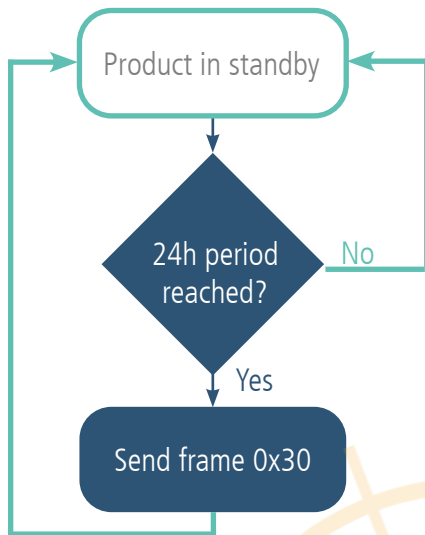 Product in standby
24h period
reached?
No
Yes
Send frame 0x30